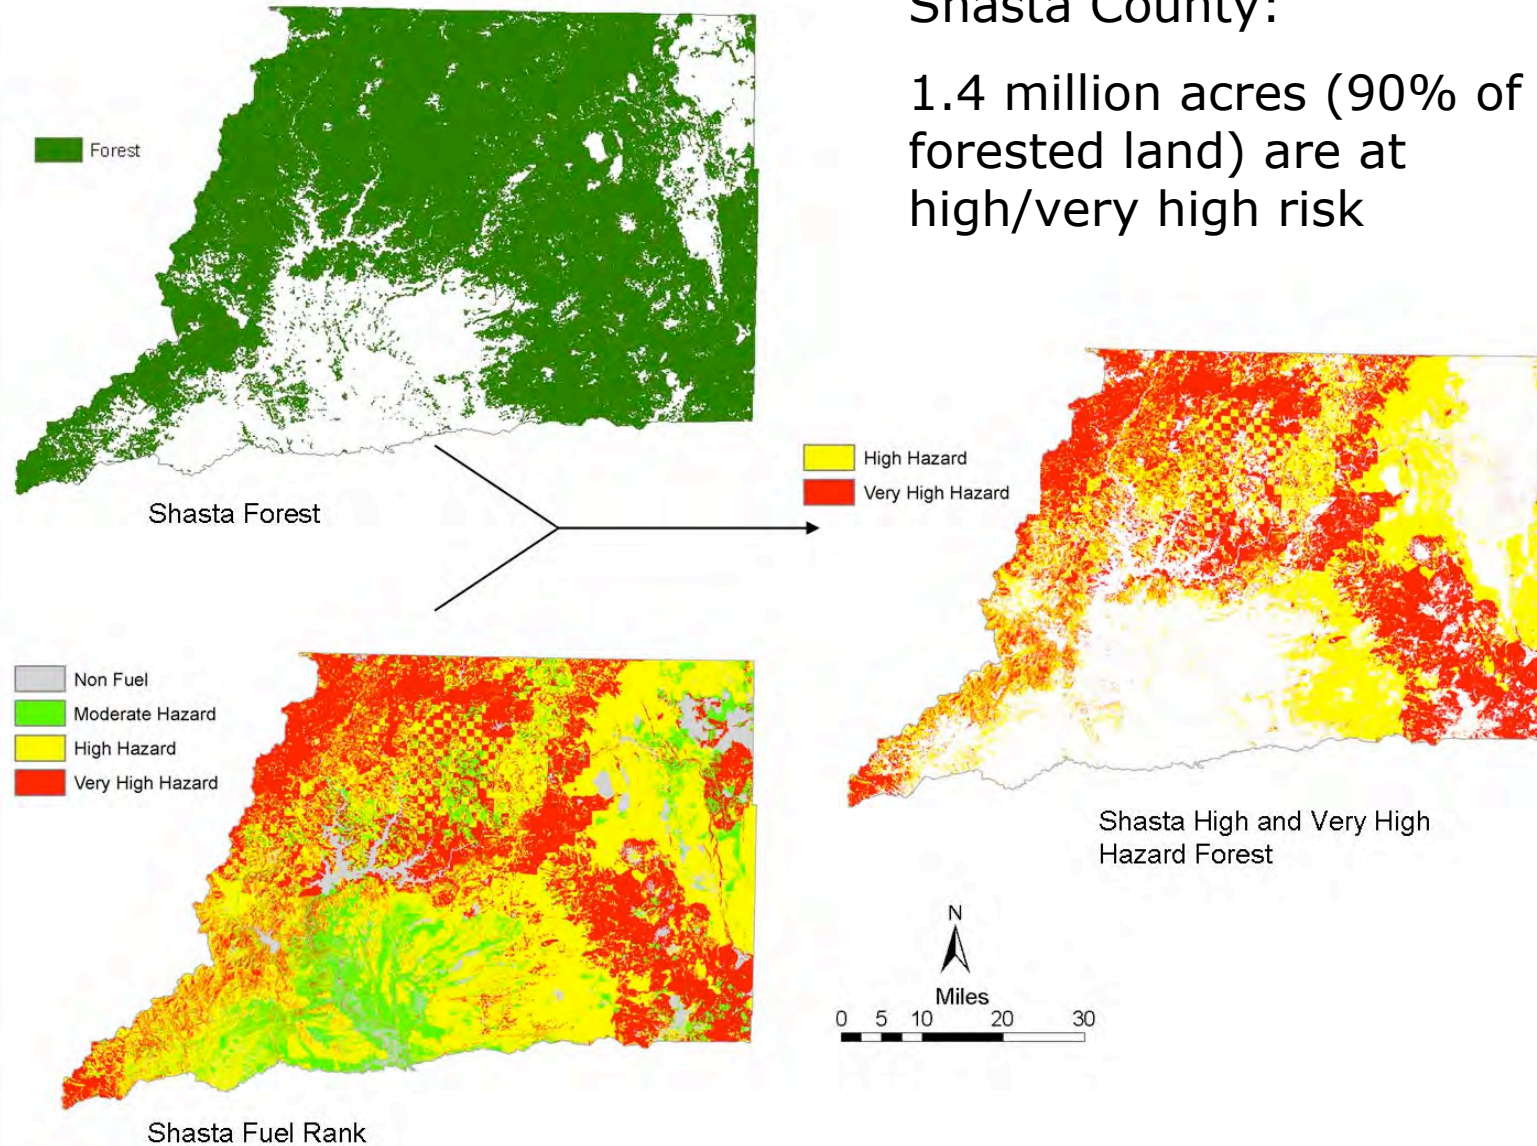 Shasta County:
1.4 million acres (90% of
forested land) are at
high/very high risk
Forest
Shasta Forest
High Hazard
Very High Hazard
Non Fuel
Moderate Hazard
High Hazard
Very High Hazard
Shasta High and Very High
Hazard Forest
N
Miles
0 5 10 20 30
Shasta Fuel Rank